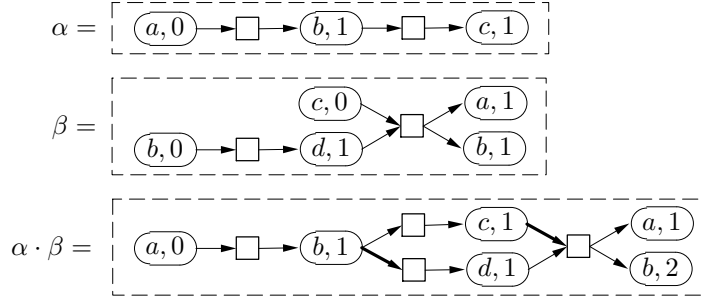 α = a, 0 b, 1 c, 1
c, 0 a, 1
β =
b, 0 d, 1 b, 1
c, 1 a, 1
α · β = a, 0 b, 1
d, 1 b, 2